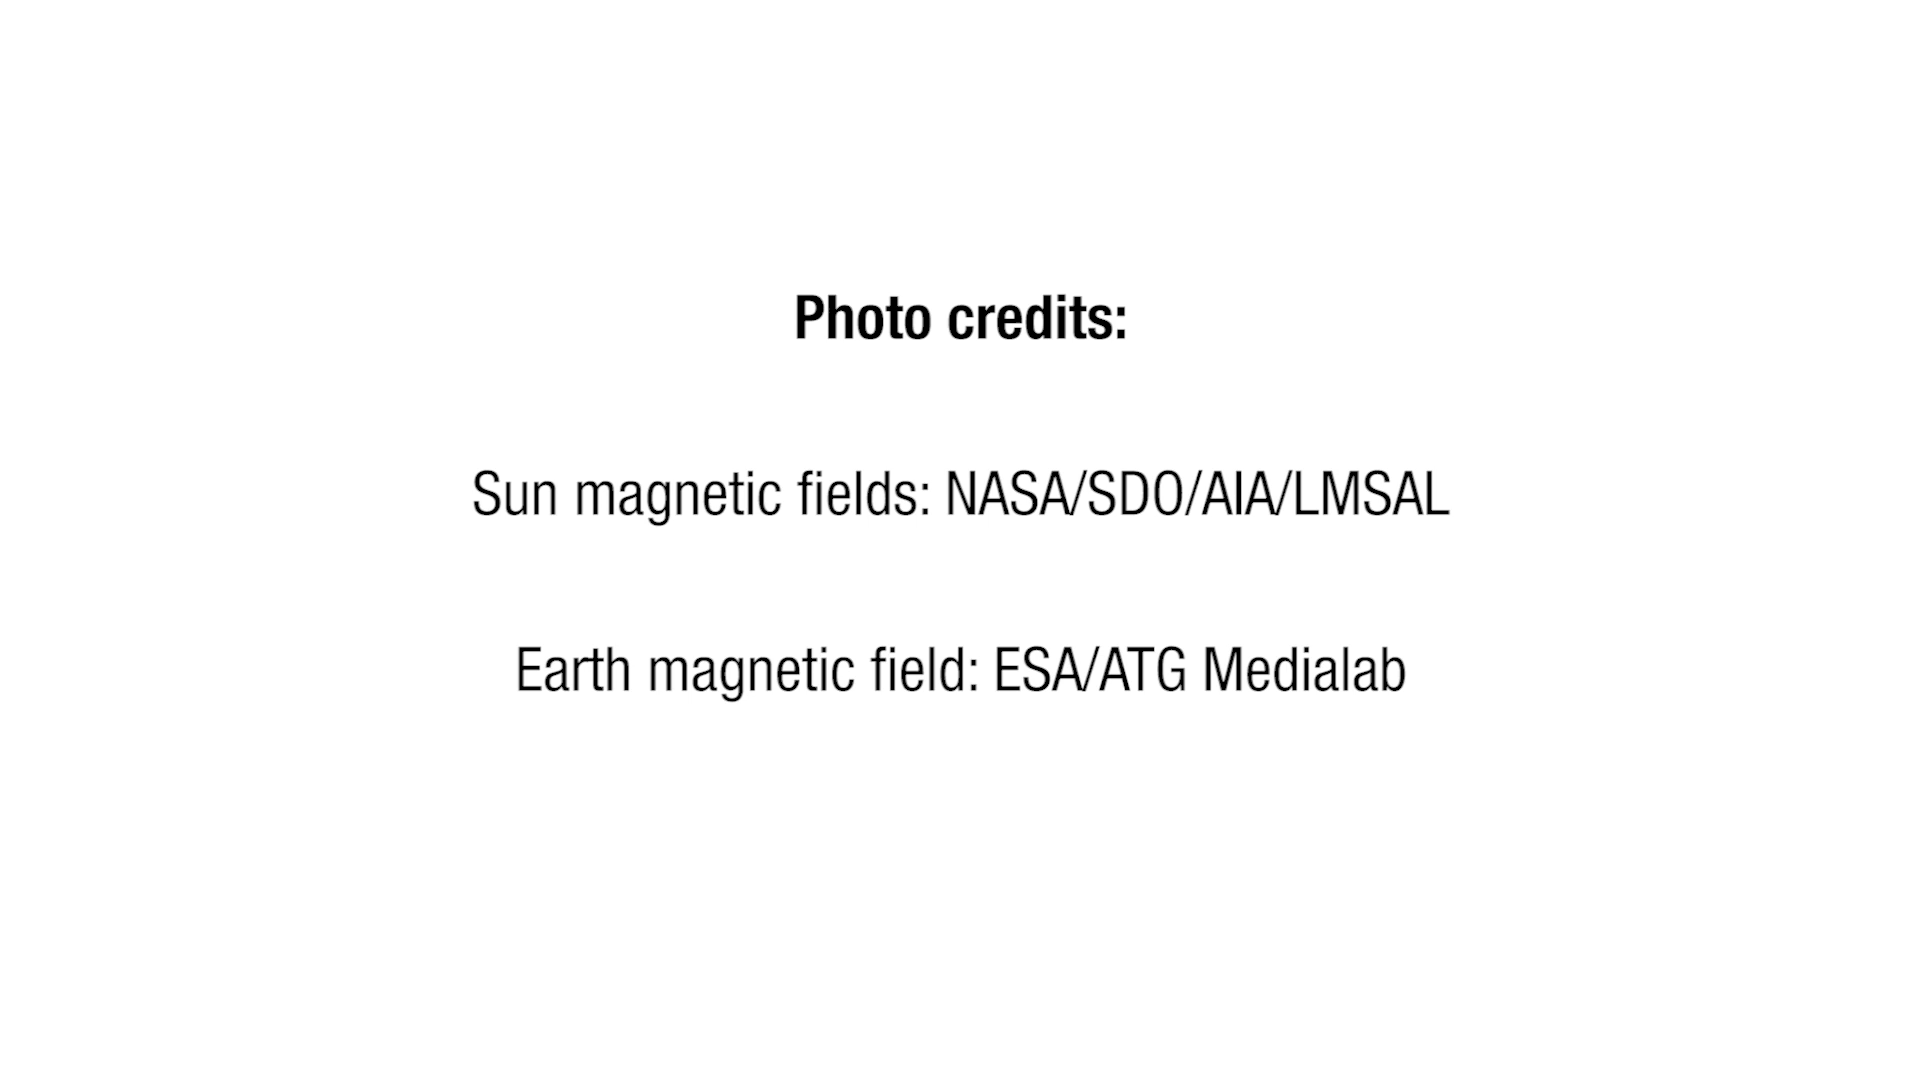 Photo credits:
Sun magnetic fields: NASA/SDO/AIA/LMSAL
Earth magnetic field: ESA/ATG Medialab